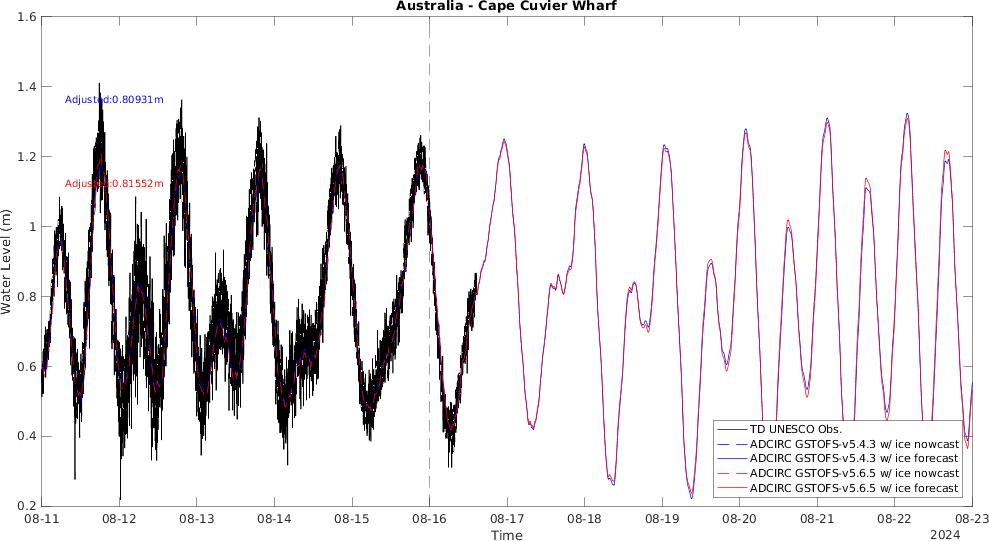 Australia - Cape Cuvier Wharf
1.6
1.4
1.2
1
0.8
0.6
0.4
0.2
Water Level (m)
Adjusted:0.80931m
Adjusted:0.81552m
TD UNESCO Obs.
ADCIRC GSTOFS-v5.4.3 w/ ice nowcast
ADCIRC GSTOFS-v5.4.3 w/ ice forecast
ADCIRC GSTOFS-v5.6.5 w/ ice nowcast
ADCIRC GSTOFS-v5.6.5 w/ ice forecast
08-11 08-12 08-13 08-14 08-15 08-16 08-17 08-18 08-19 08-20 08-21 08-22 08-23
Time
2024